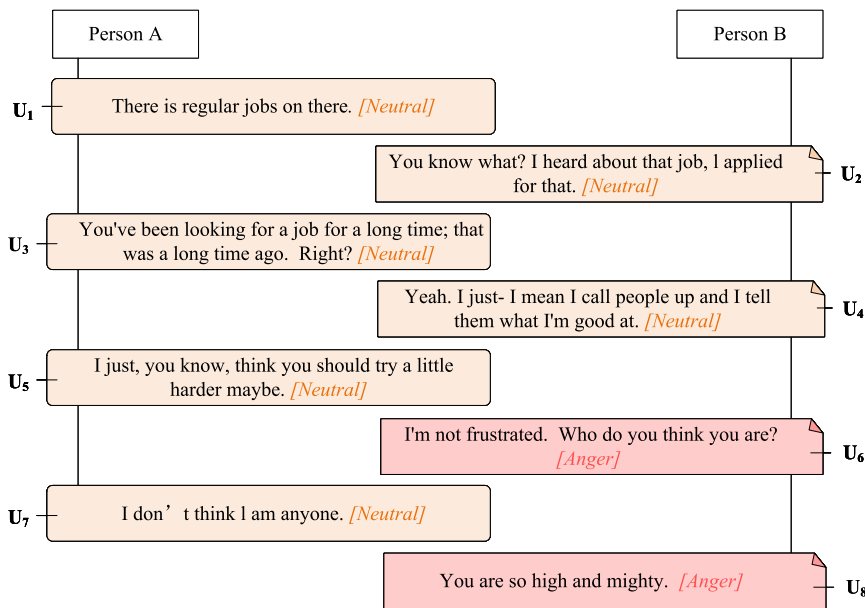 Person A
Person B
U1
There is regular jobs on there. [Neutral]
You know what? I heard about that job, l applied
for that. [Neutral]
U2
U3
You've been looking for a job for a long time; that
was a long time ago.  Right? [Neutral]
Yeah. I just- I mean I call people up and I tell
them what I'm good at. [Neutral]
U4
U5
I just, you know, think you should try a little
harder maybe. [Neutral]
I'm not frustrated.  Who do you think you are?
[Anger]
U6
U7
I don’t think l am anyone. [Neutral]
You are so high and mighty.  [Anger]
U8